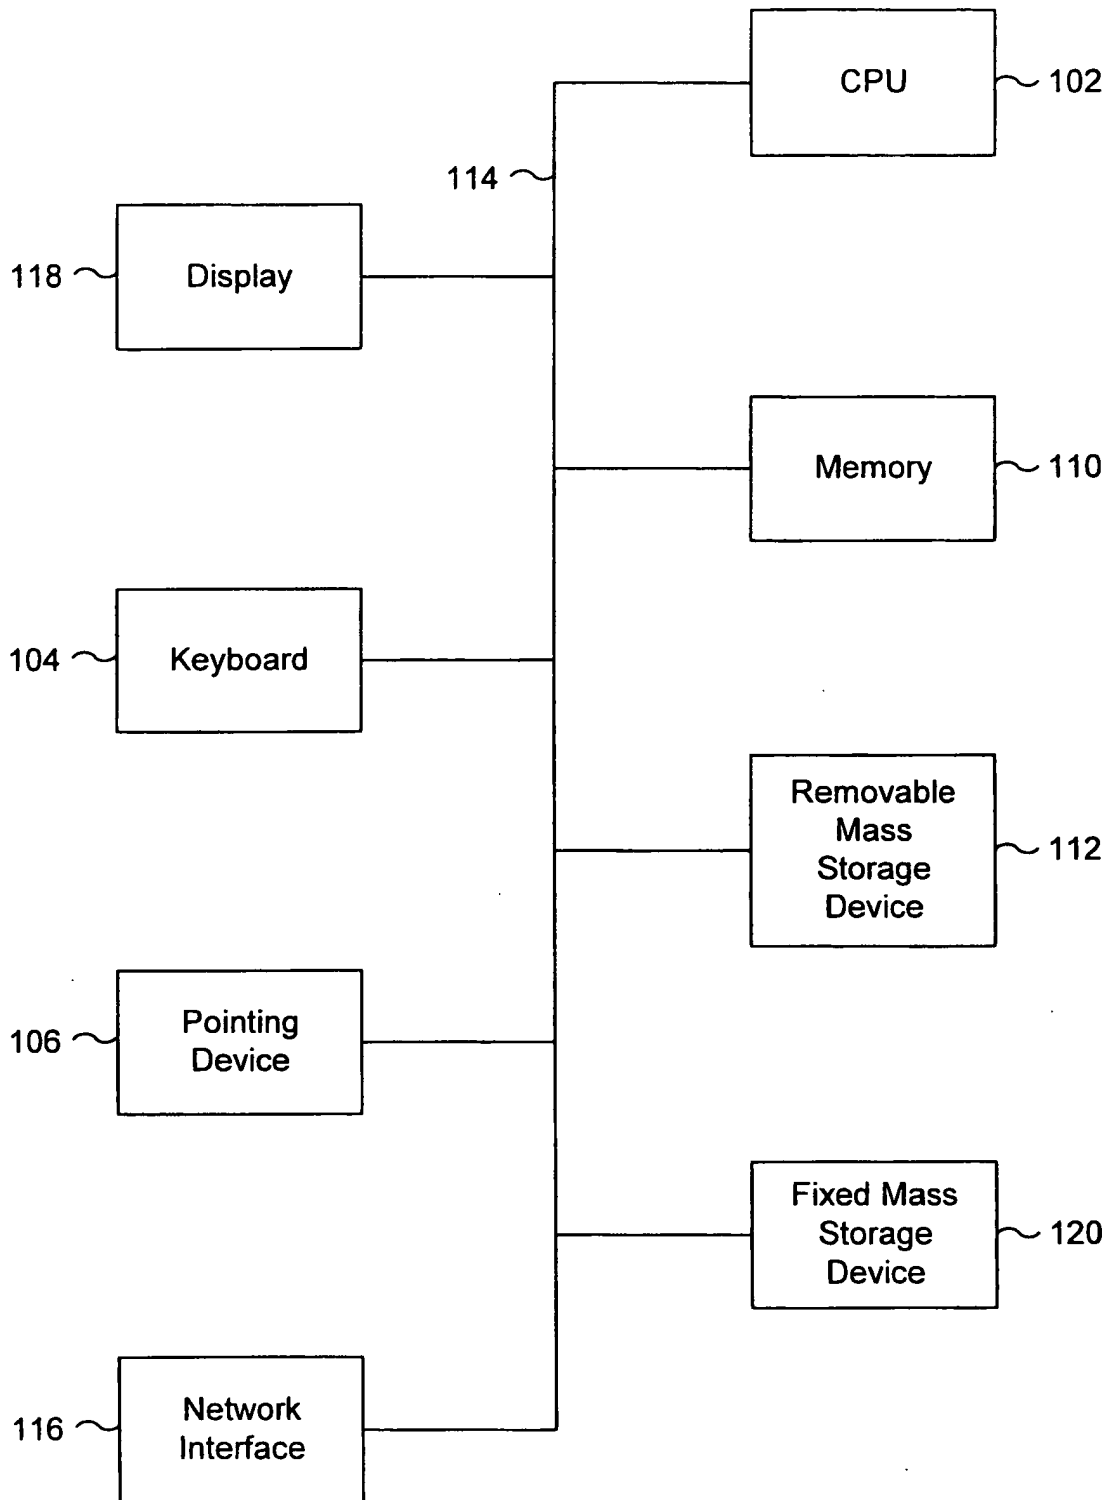 CPU
102
114
118
Display
Memory
110
104
Keyboard
Removable
Mass
Storage
Device
112
106
Pointing
Device
Fixed Mass
Storage
Device
120
116
Network
Interface